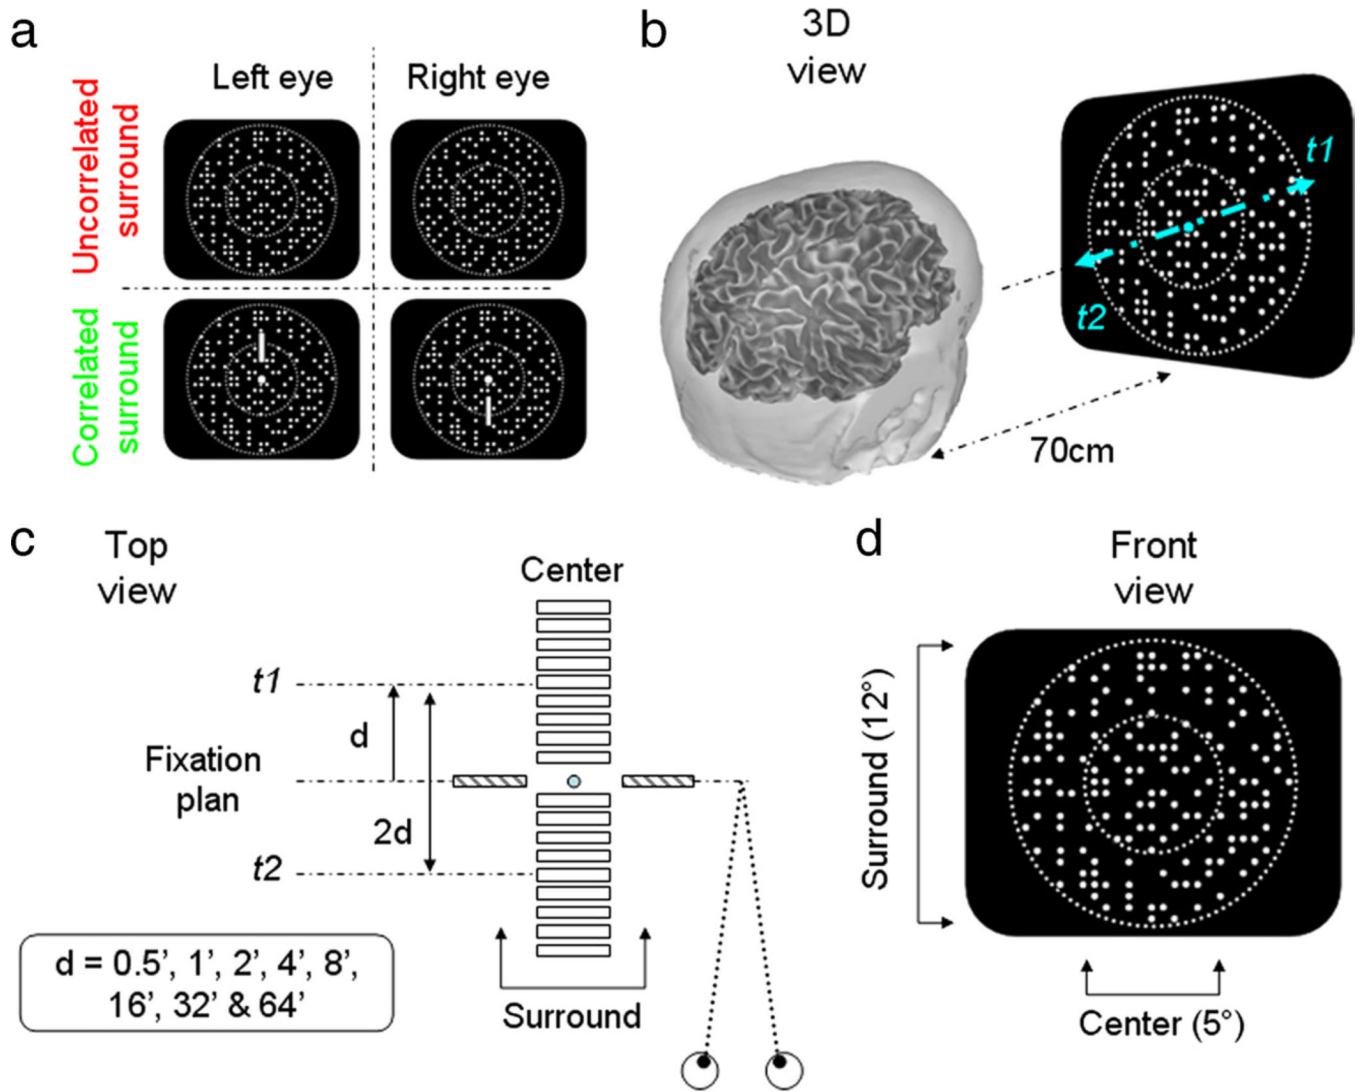 a
Left eye
Right eye
Uncorrelated
surround
Correlated
surround
b
3D
view
t1
t2
70cm
c
Top
view
Center
t1
d
Fixation
plan
2d
t2
d = 0.5’, 1’, 2’, 4’, 8’,
16’, 32’ & 64’
Surround
d
Front
view
Surround (12°)
Center (5°)